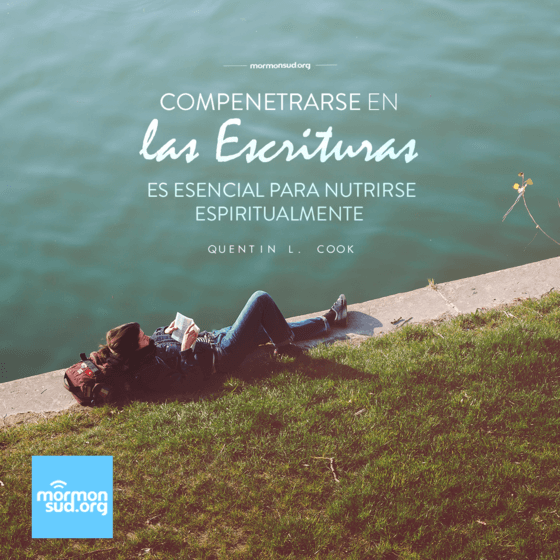 mormonsud.org
COMPENETRARSE EN
las Escrituras
ES ESENCIAL PARA NUTRIRSE
ESPIRITUALMENTE
QUENTIN L. COOK
mormon
sud.org